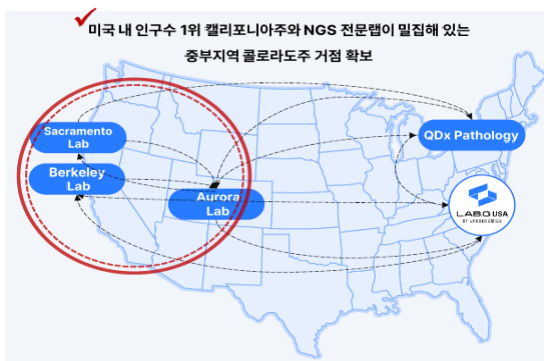 미국 내 인구수 1위 캘리포니아주와 NGS 전문랩이 밀집해 있는
중부지역 콜로라도주 거점 확보
Sacramento
Lab
QDx Pathology
Berkeley
Lab
Aurora
Lab
LABQ USA